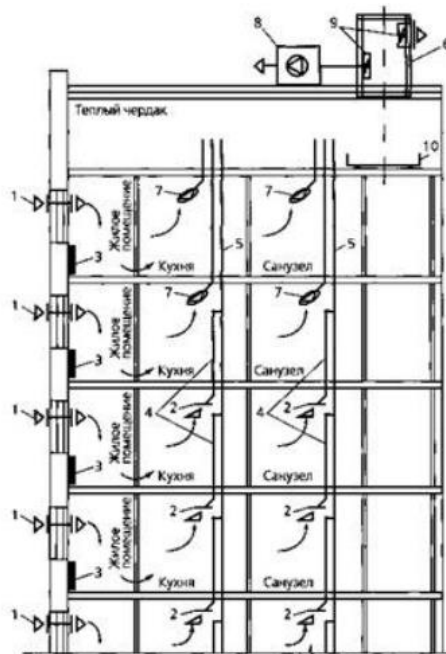 8
9
6
Теплый чердак
10
1
7
7
5
5
Жилое
помещение
3
Кухня
Санузел
1
7
7
Жилое
помещение
3
Кухня
Санузел
1
2
4
4
2
Жилое
помещение
3
Кухня
Санузел
1
2
2
Жилое
помещение
3
Кухня
Санузел
1
2
2